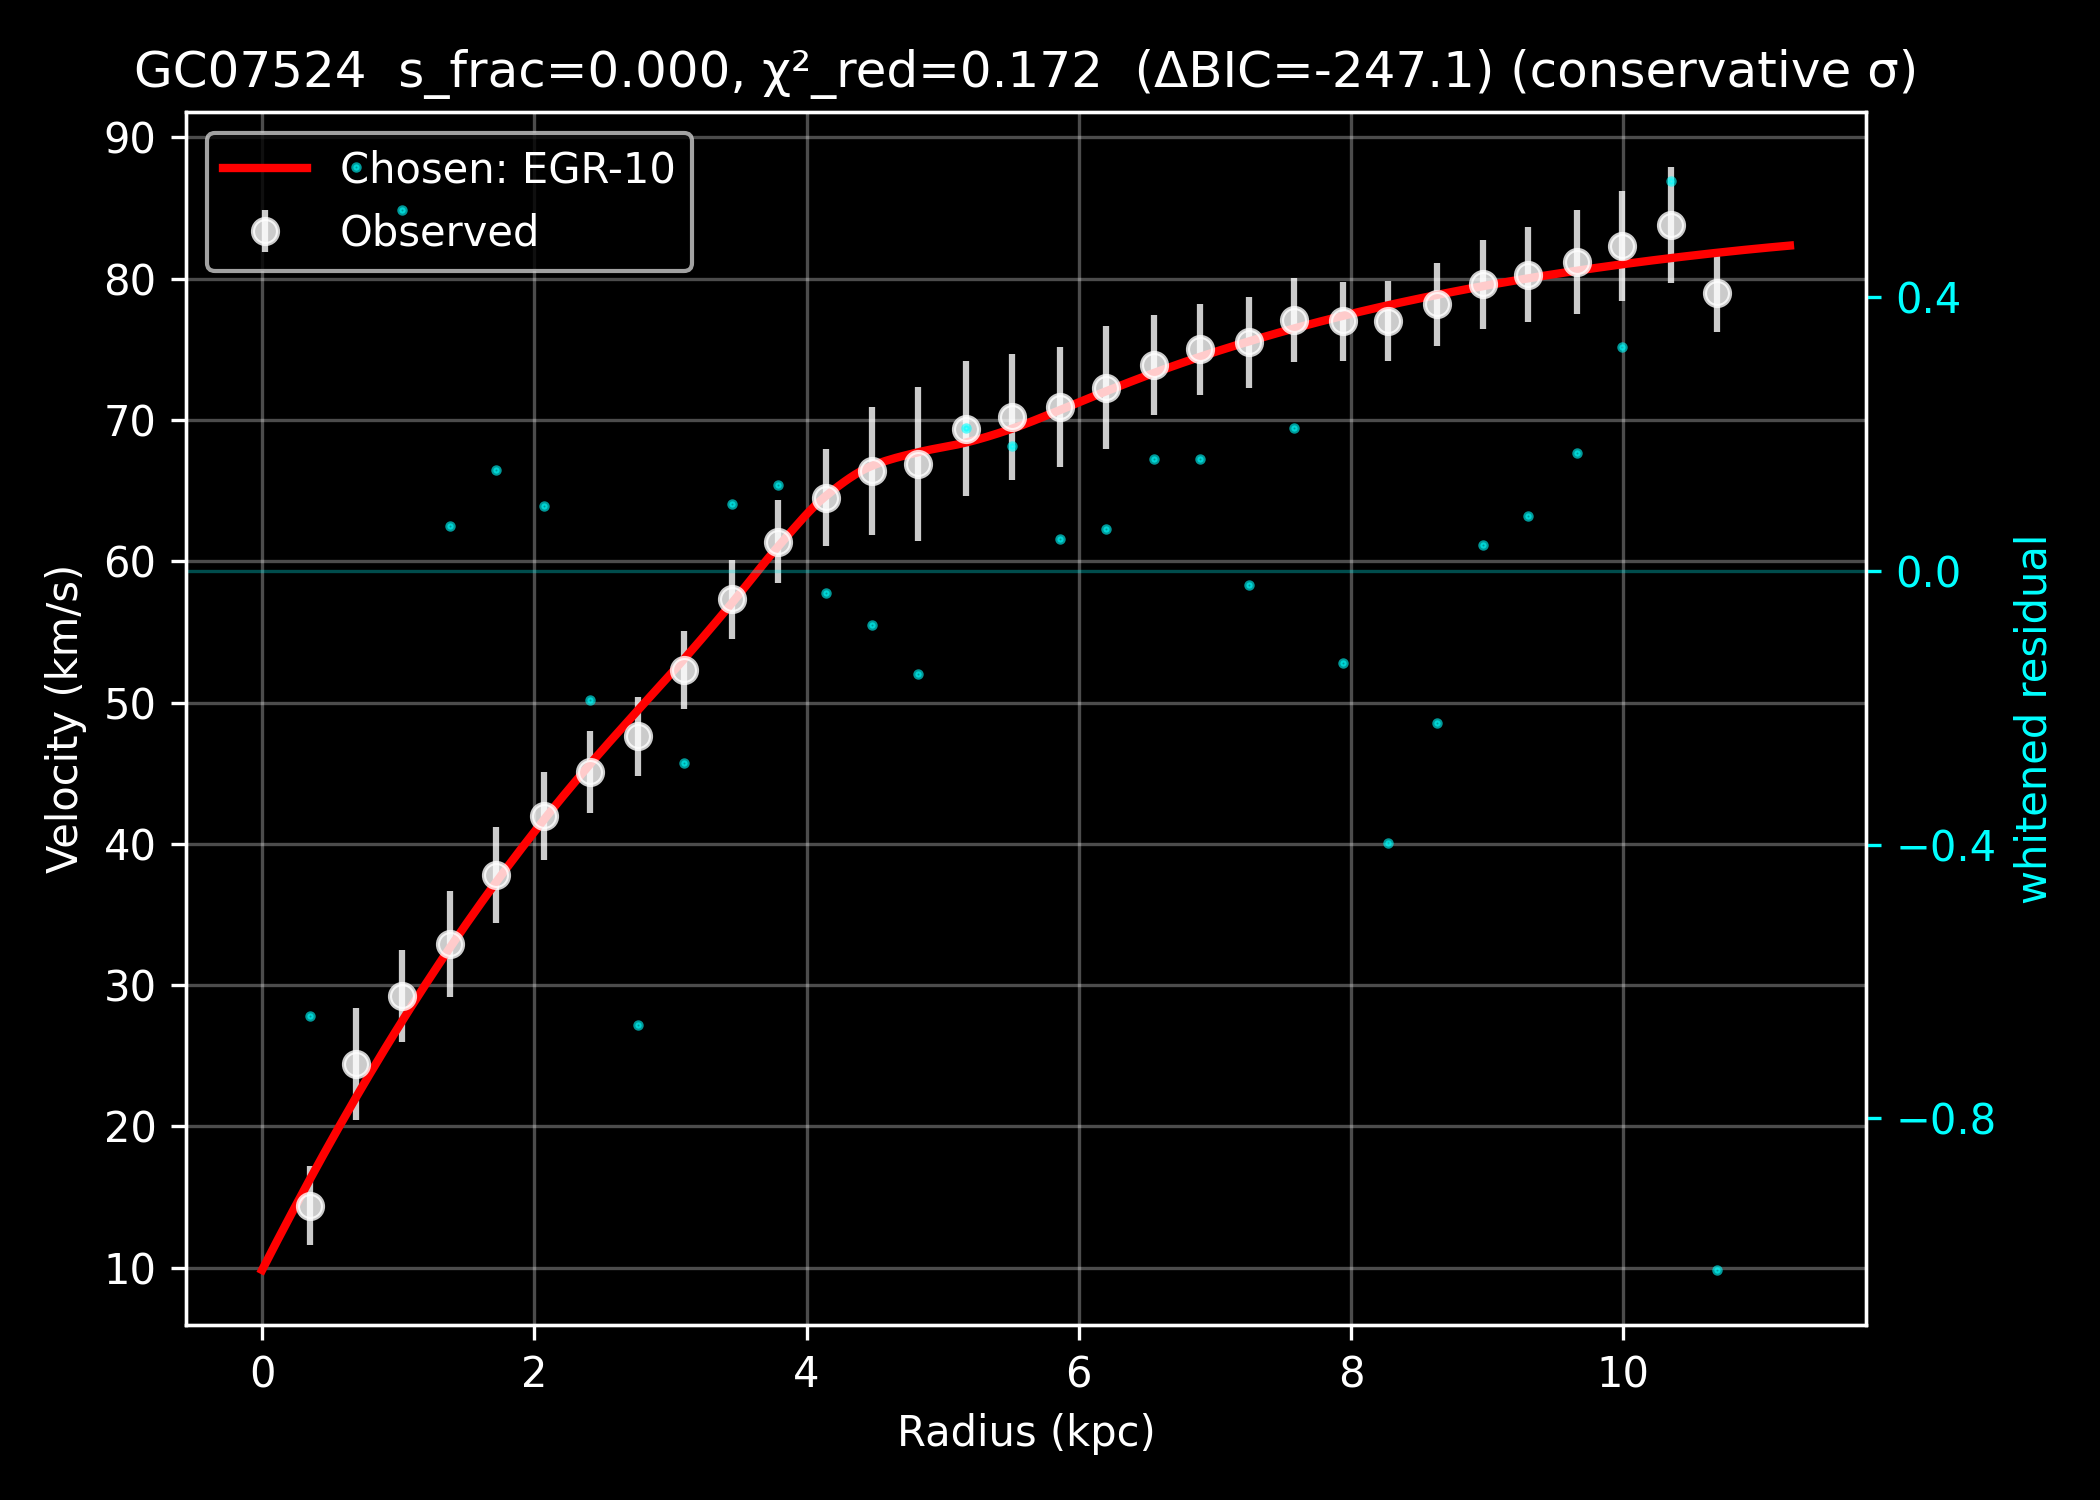 GC07524 s_frac=0.000, χ²_red=0.172 (ΔBIC=-247.1) (conservative σ)
Chosen: EGR-10
Observed
90
80
70
60
50
40
30
20
10
Velocity (km/s)
0.4
0.0
−0.4
−0.8
whitened residual
0 2 4 6 8 10
Radius (kpc)